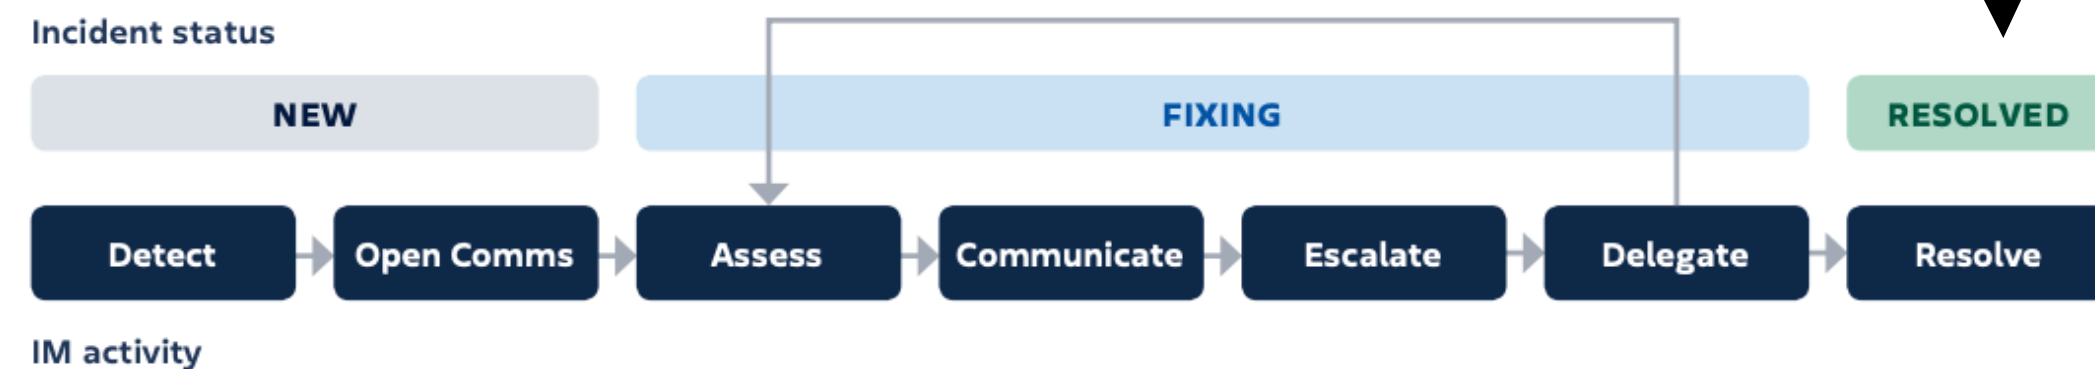 Incident status
NEW FIXING RESOLVED
Detect Open Comms Assess Communicate Escalate Delegate Resolve
IM activity